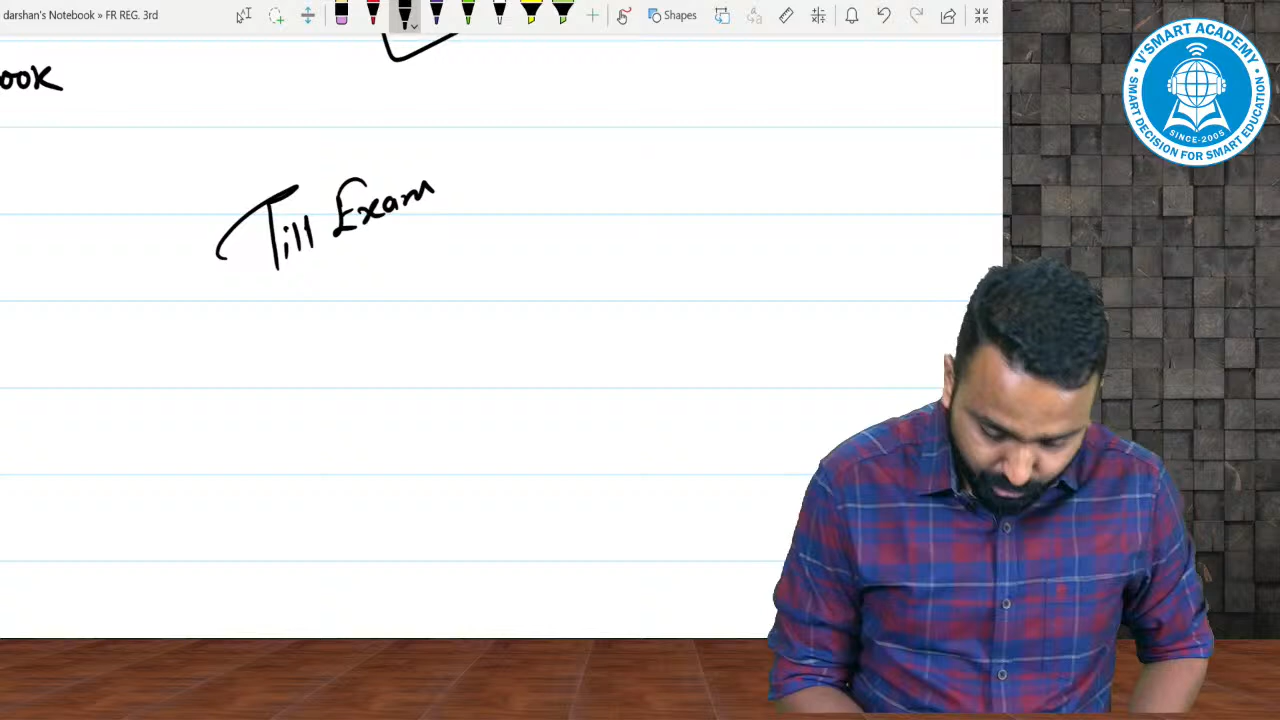 darshan's Notebook » FR REG. 3rd
Shapes
ook
Till Exam
V'SMART ACADEMY
SINCE-2005
SMART DECISION FOR SMART EDUCATION